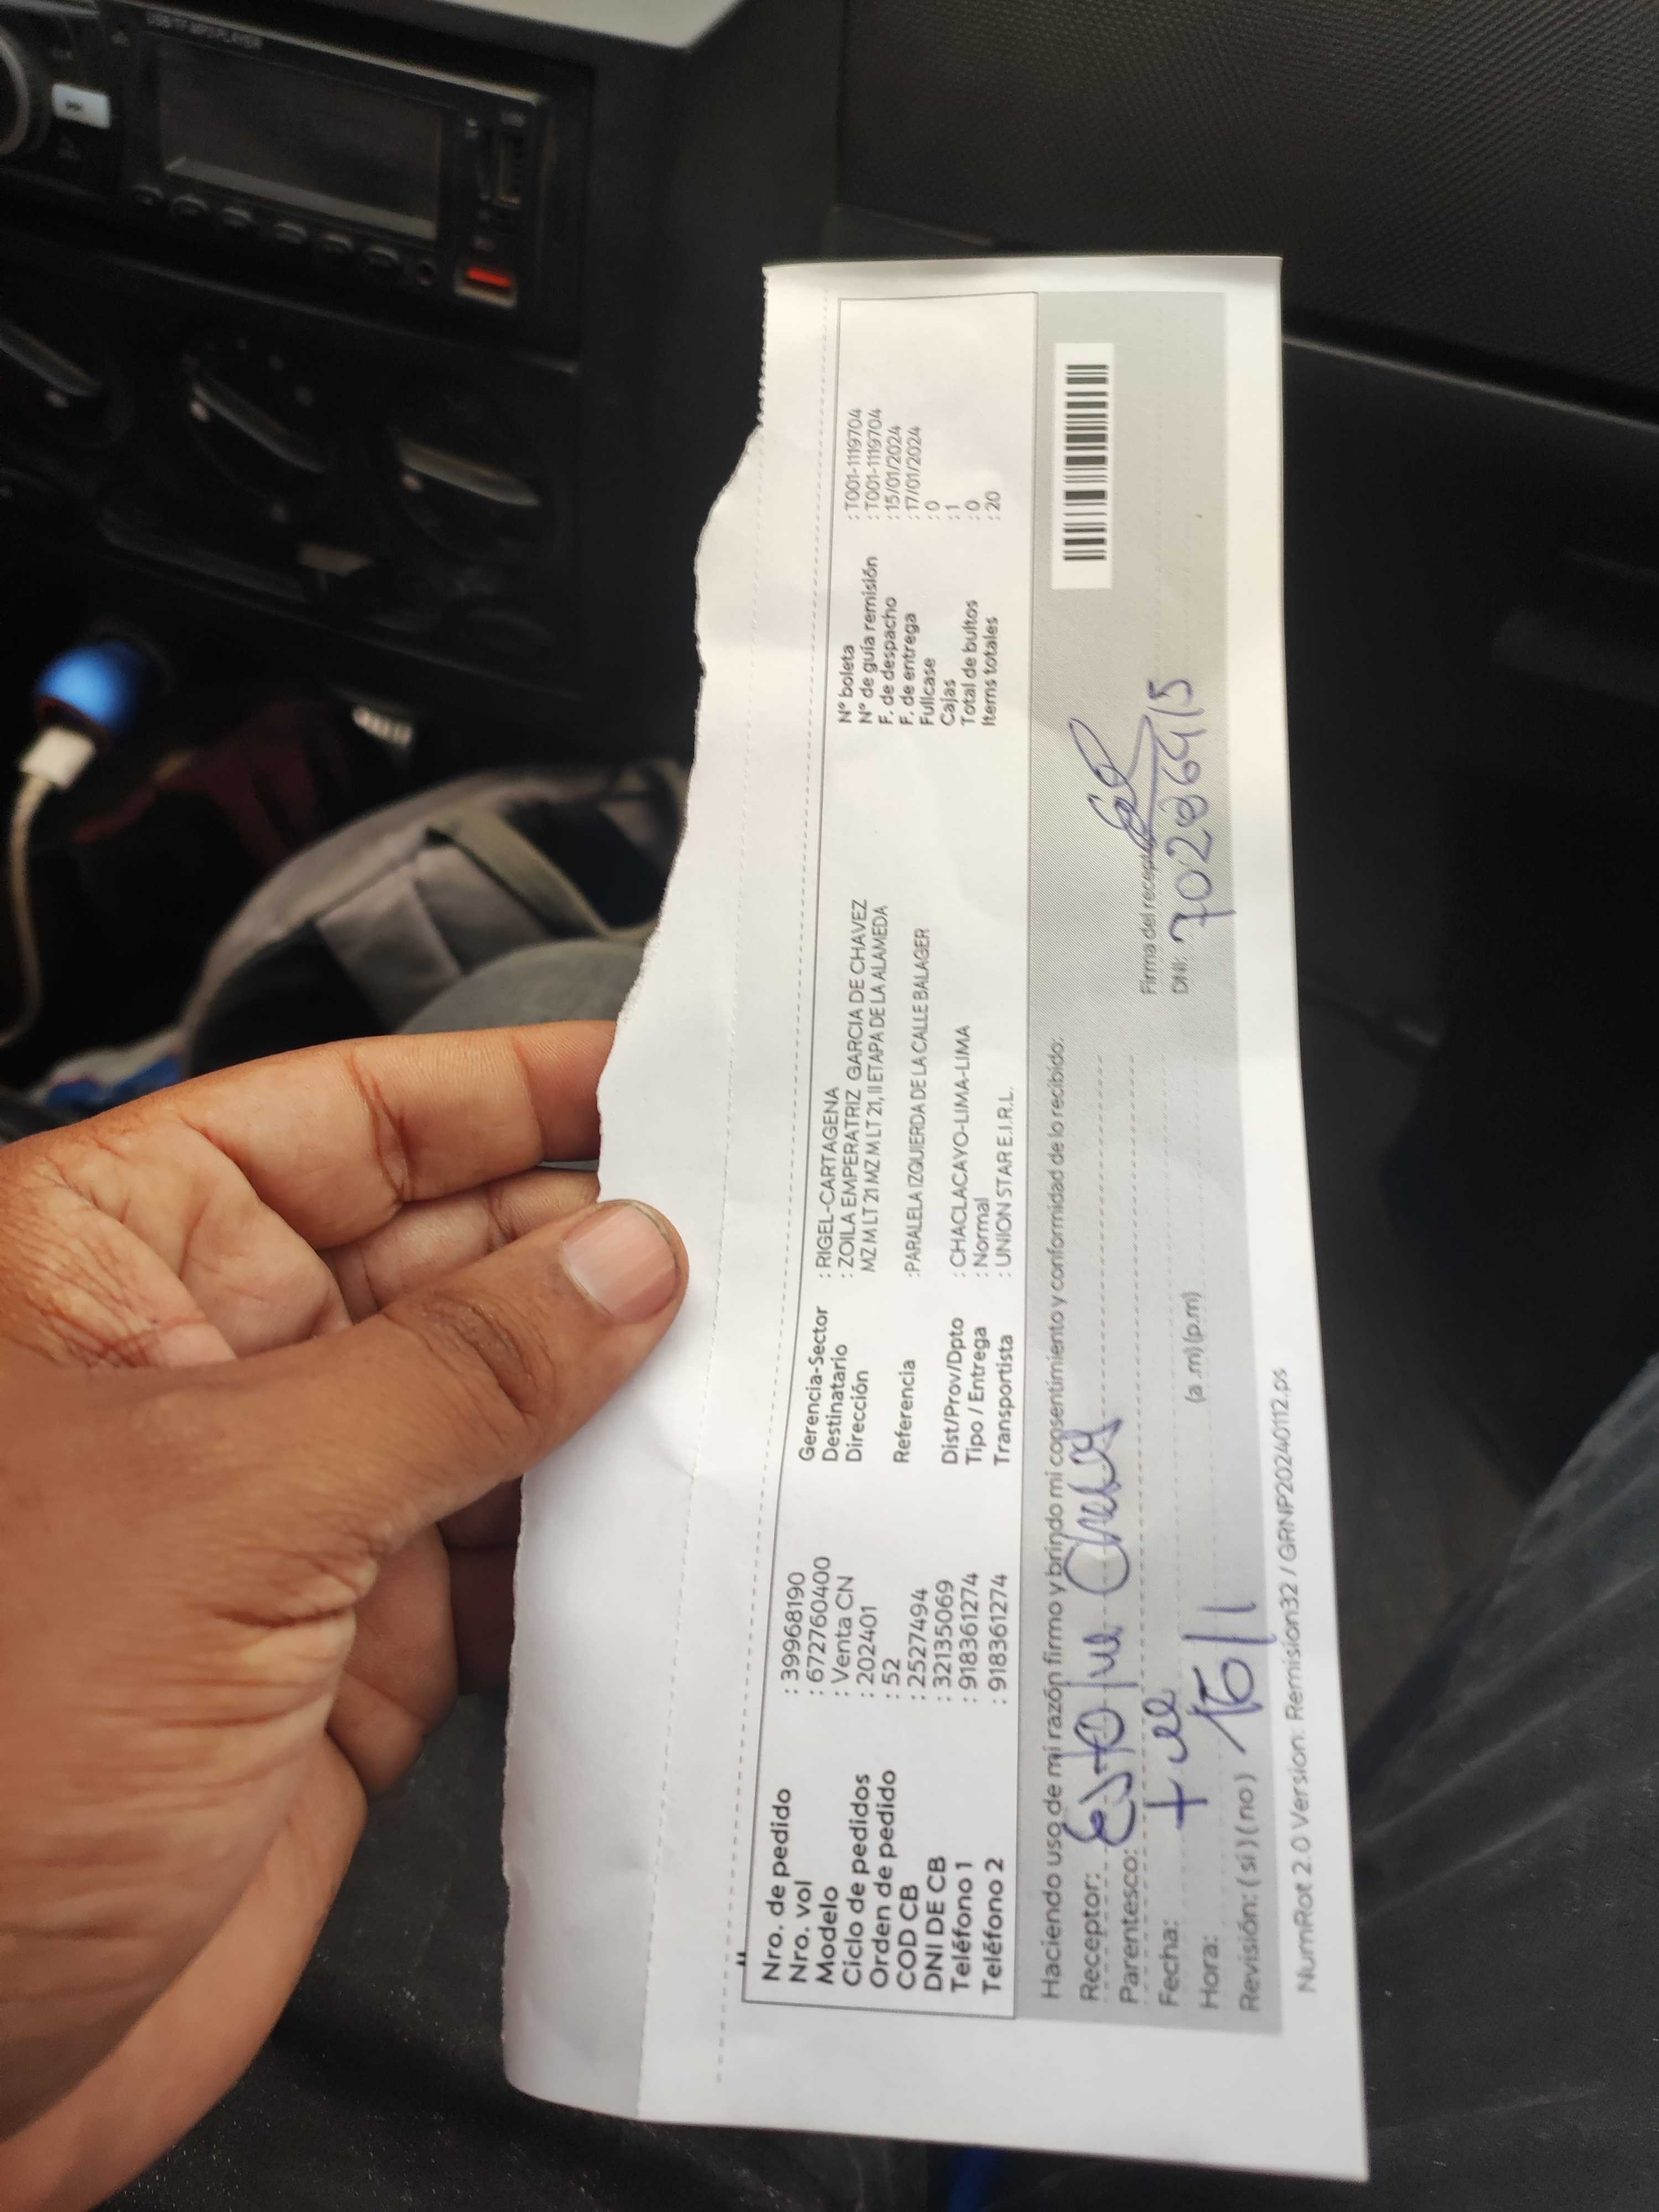 USB/TF MP3 PLAYER
Nro. de pedido : 39968190
Nro. vol : 672760400
Modelo : Venta CN
Ciclo de pedidos : 202401
Orden de pedido : 52
COD CB : 2527494
DNI DE CB : 32135069
Teléfono 1 : 918361274
Teléfono 2 : 918361274
Gerencia-Sector : RIGEL-CARTAGENA
Destinatario : ZOILA EMPERATRIZ GARCIA DE CHAVEZ
Dirección MZ M LT 21 MZ M LT 21, II ETAPA DE LA ALAMEDA
Referencia :PARALELA IZQUIERDA DE LA CALLE BALAGER
Dist/Prov/Dpto : CHACLACAYO-LIMA-LIMA
Tipo / Entrega : Normal
Transportista : UNION STAR E.I.R.L.
N° boleta : T001-1119704
N° de guía remisión : T001-1119704
F. de despacho : 15/01/2024
F. de entrega : 17/01/2024
Fullcase : 0
Cajas : 1
Total de bultos : 0
Items totales : 20
Haciendo uso de mi razón firmo y brindo mi consentimiento y conformidad de lo recibido:
Receptor:
Parentesco:
Fecha:
Hora: (a.m)(p.m)
Revisión: ( si ) ( no )
Firma del receptor
DNI:
NumRot 2.0 Version: Remision32 / GRNP20240112.ps